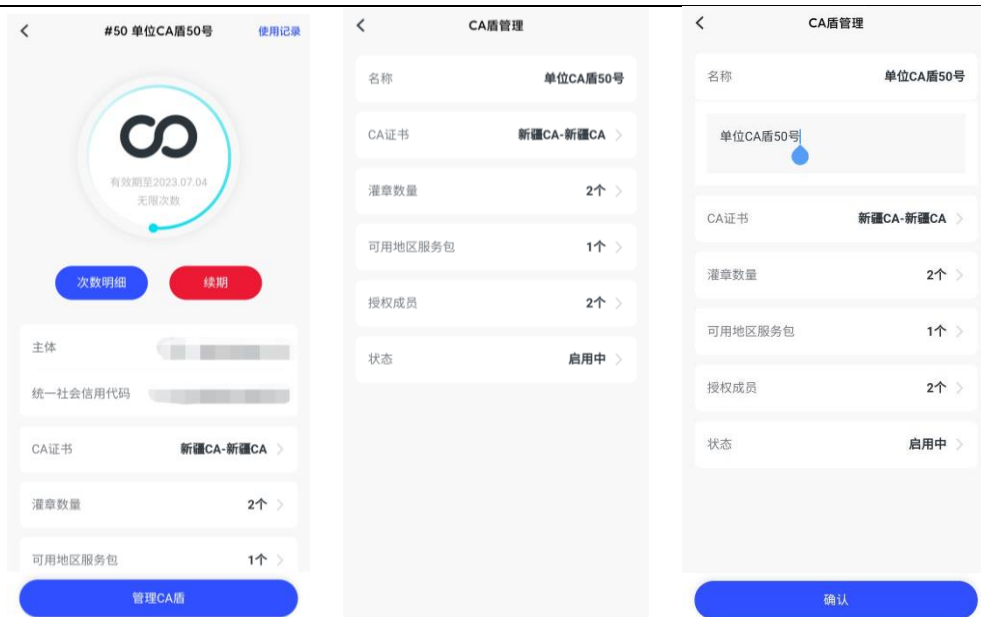 #50 单位CA盾50号
使用记录
有效期至2023.07.04
无限次数
次数明细
续期
主体
统一社会信用代码
CA证书 新疆CA-新疆CA
灌章数量 2个
可用地区服务包 1个
管理CA盾
CA盾管理
名称 单位CA盾50号
CA证书 新疆CA-新疆CA
灌章数量 2个
可用地区服务包 1个
授权成员 2个
状态 启用中
CA盾管理
名称 单位CA盾50号
单位CA盾50号
CA证书 新疆CA-新疆CA
灌章数量 2个
可用地区服务包 1个
授权成员 2个
状态 启用中
确认